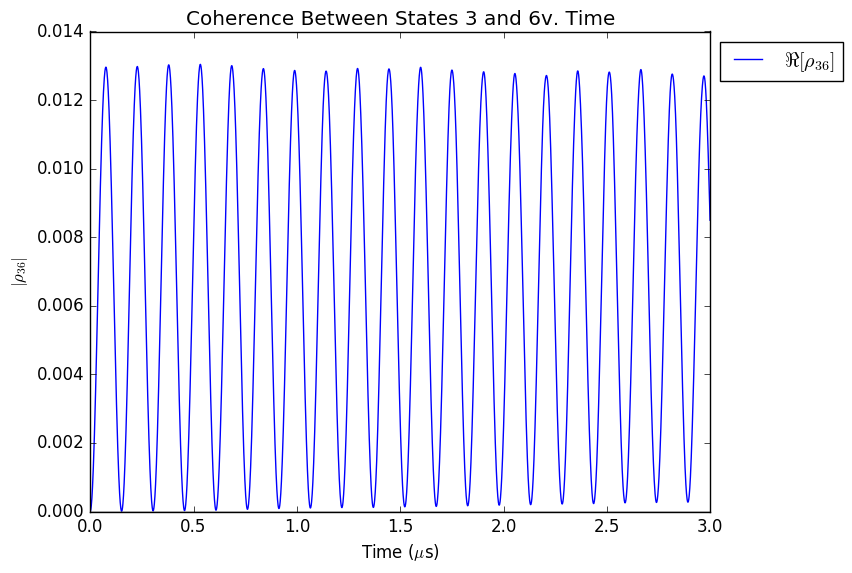 Coherence Between States 3 and 6v. Time
ℜ[ρ₃₆]
0.014
0.012
0.010
0.008
0.006
0.004
0.002
0.000
|ρ₃₆|
0.0 0.5 1.0 1.5 2.0 2.5 3.0
Time (μs)